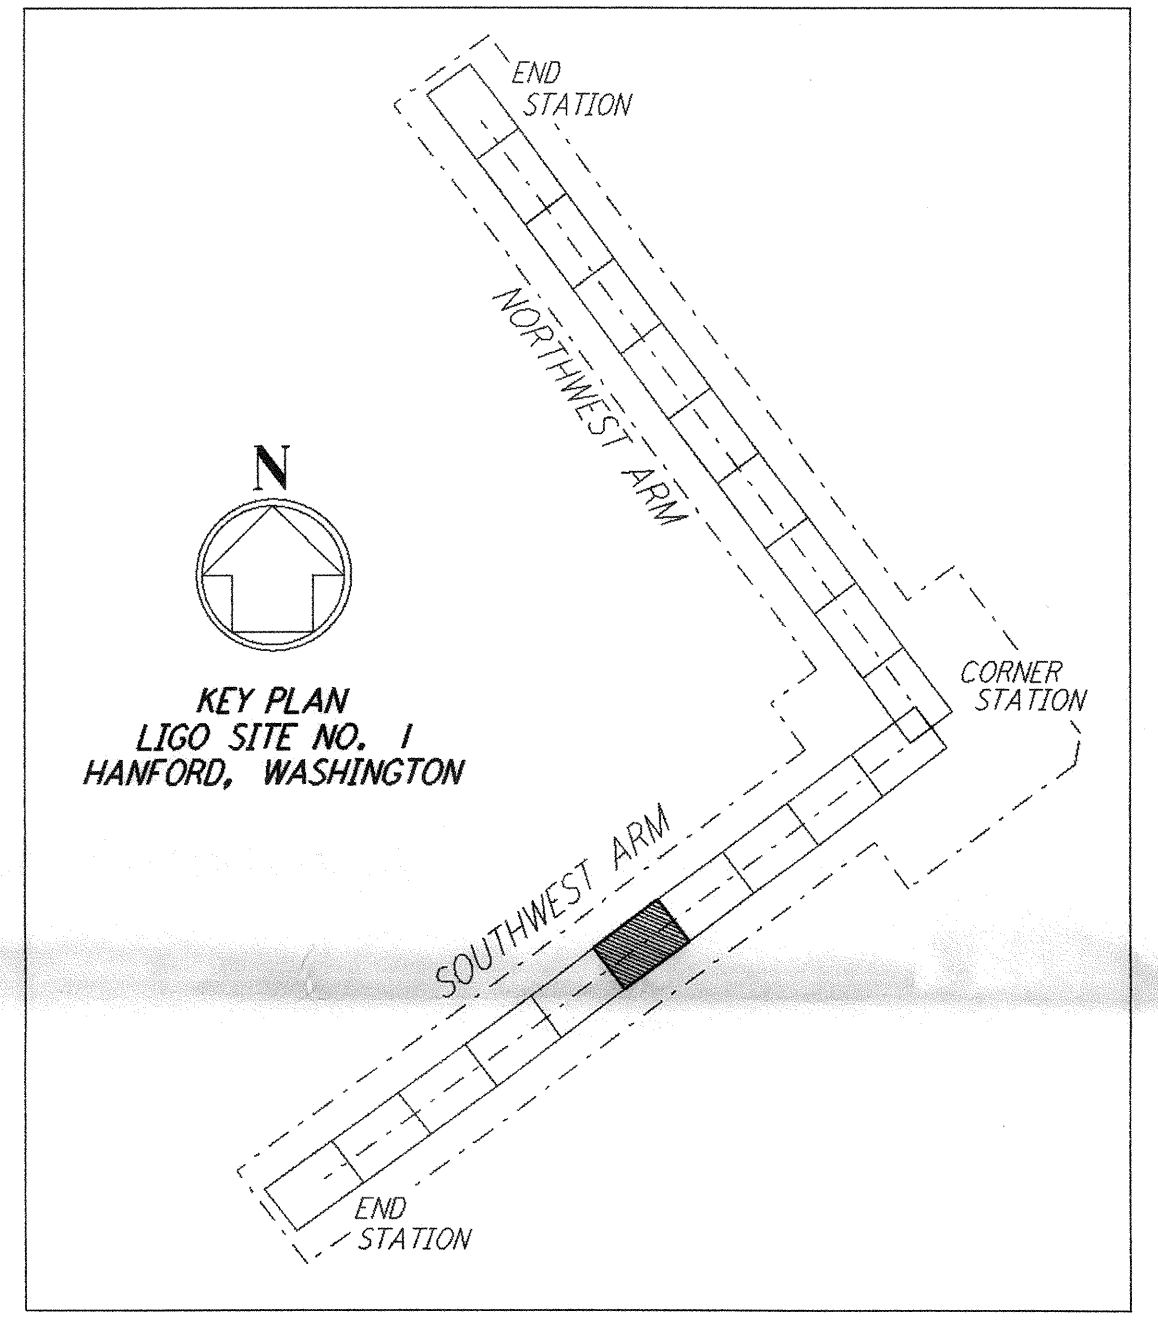 END
STATION
NORTHWEST ARM
N
KEY PLAN
LIGO SITE NO. 1
HANFORD, WASHINGTON
CORNER
STATION
SOUTHWEST ARM
END
STATION